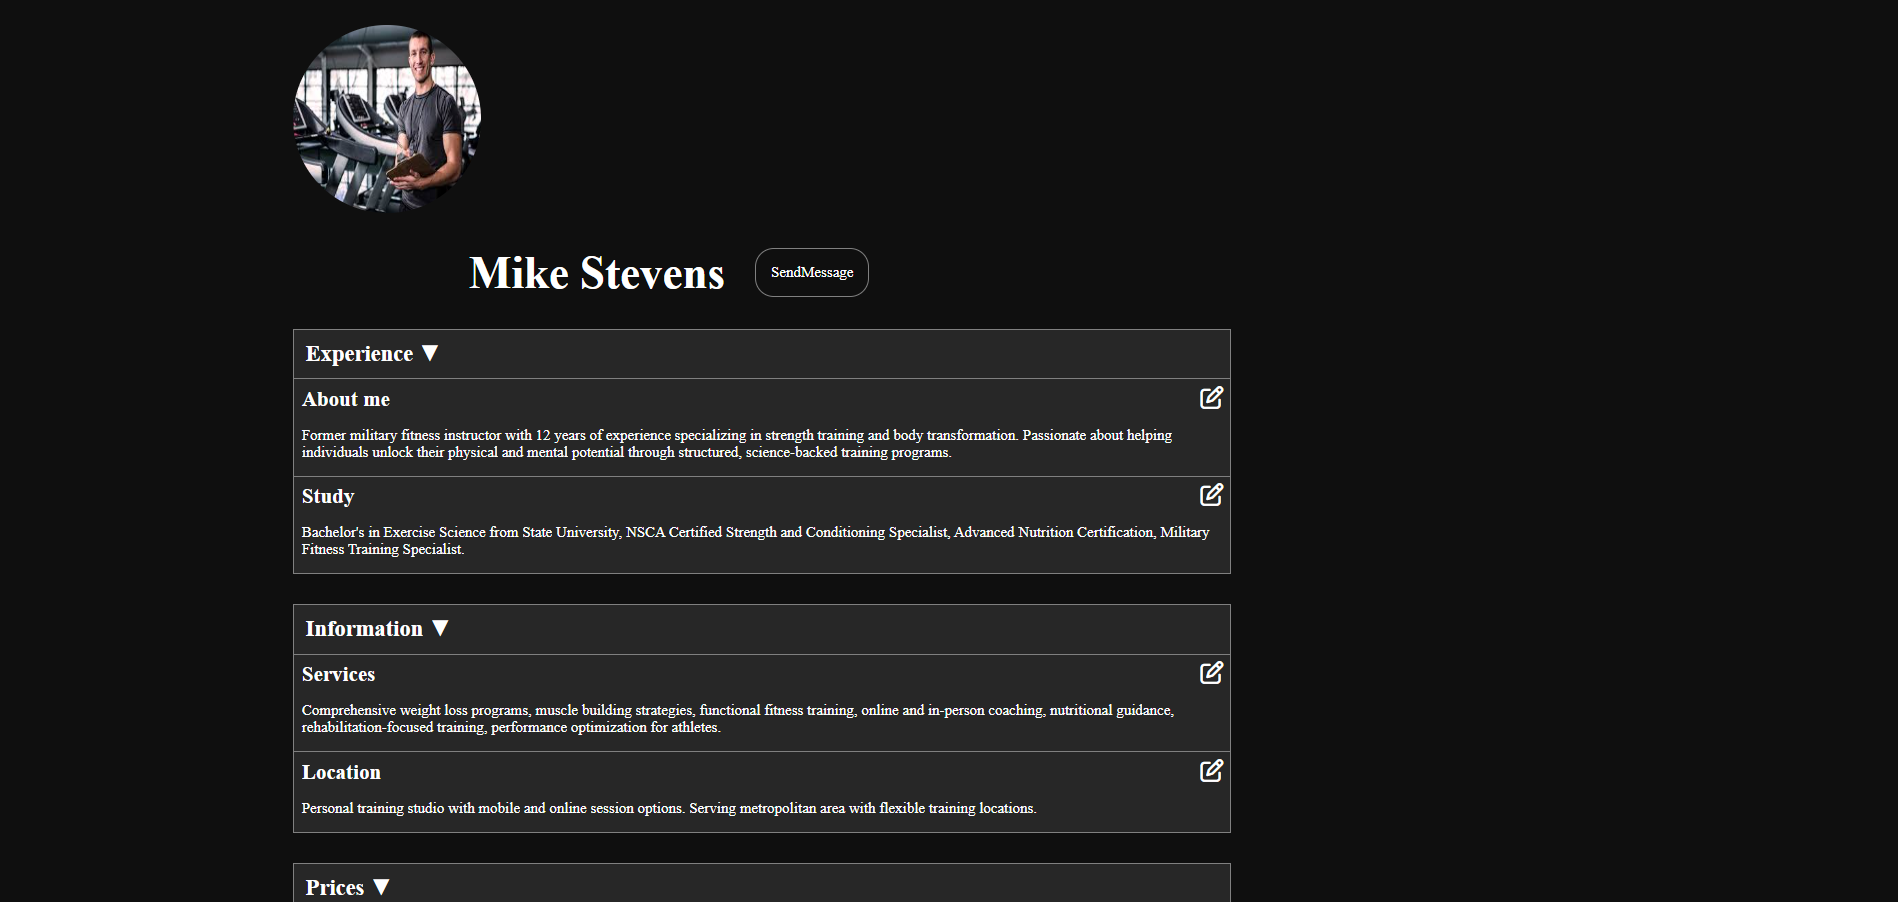 Mike Stevens
SendMessage
Experience ▼
About me
Former military fitness instructor with 12 years of experience specializing in strength training and body transformation. Passionate about helping
individuals unlock their physical and mental potential through structured, science-backed training programs.
Study
Bachelor's in Exercise Science from State University, NSCA Certified Strength and Conditioning Specialist, Advanced Nutrition Certification, Military
Fitness Training Specialist.
Information ▼
Services
Comprehensive weight loss programs, muscle building strategies, functional fitness training, online and in-person coaching, nutritional guidance,
rehabilitation-focused training, performance optimization for athletes.
Location
Personal training studio with mobile and online session options. Serving metropolitan area with flexible training locations.
Prices ▼